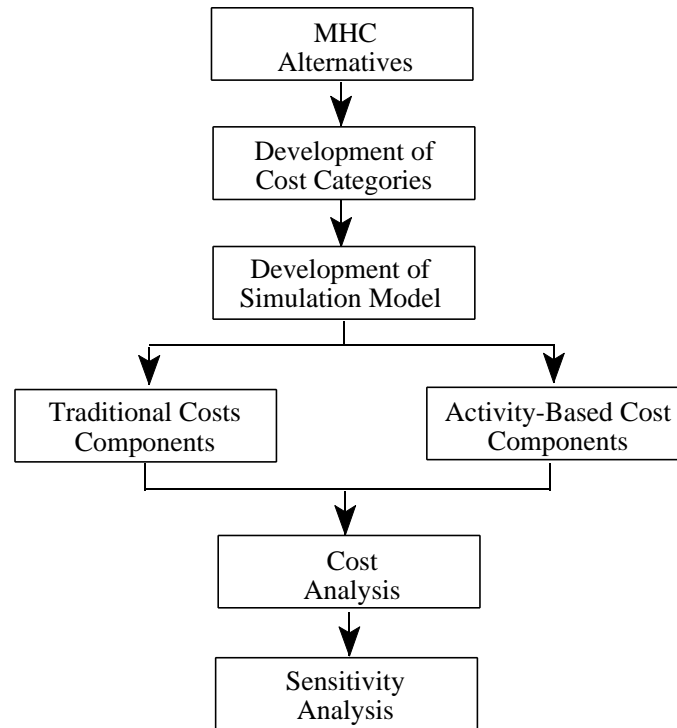 MHC
Alternatives
Development of
Cost Categories
Development of
Simulation Model
Traditional Costs
Components
Activity-Based Cost
Components
Cost
Analysis
Sensitivity
Analysis